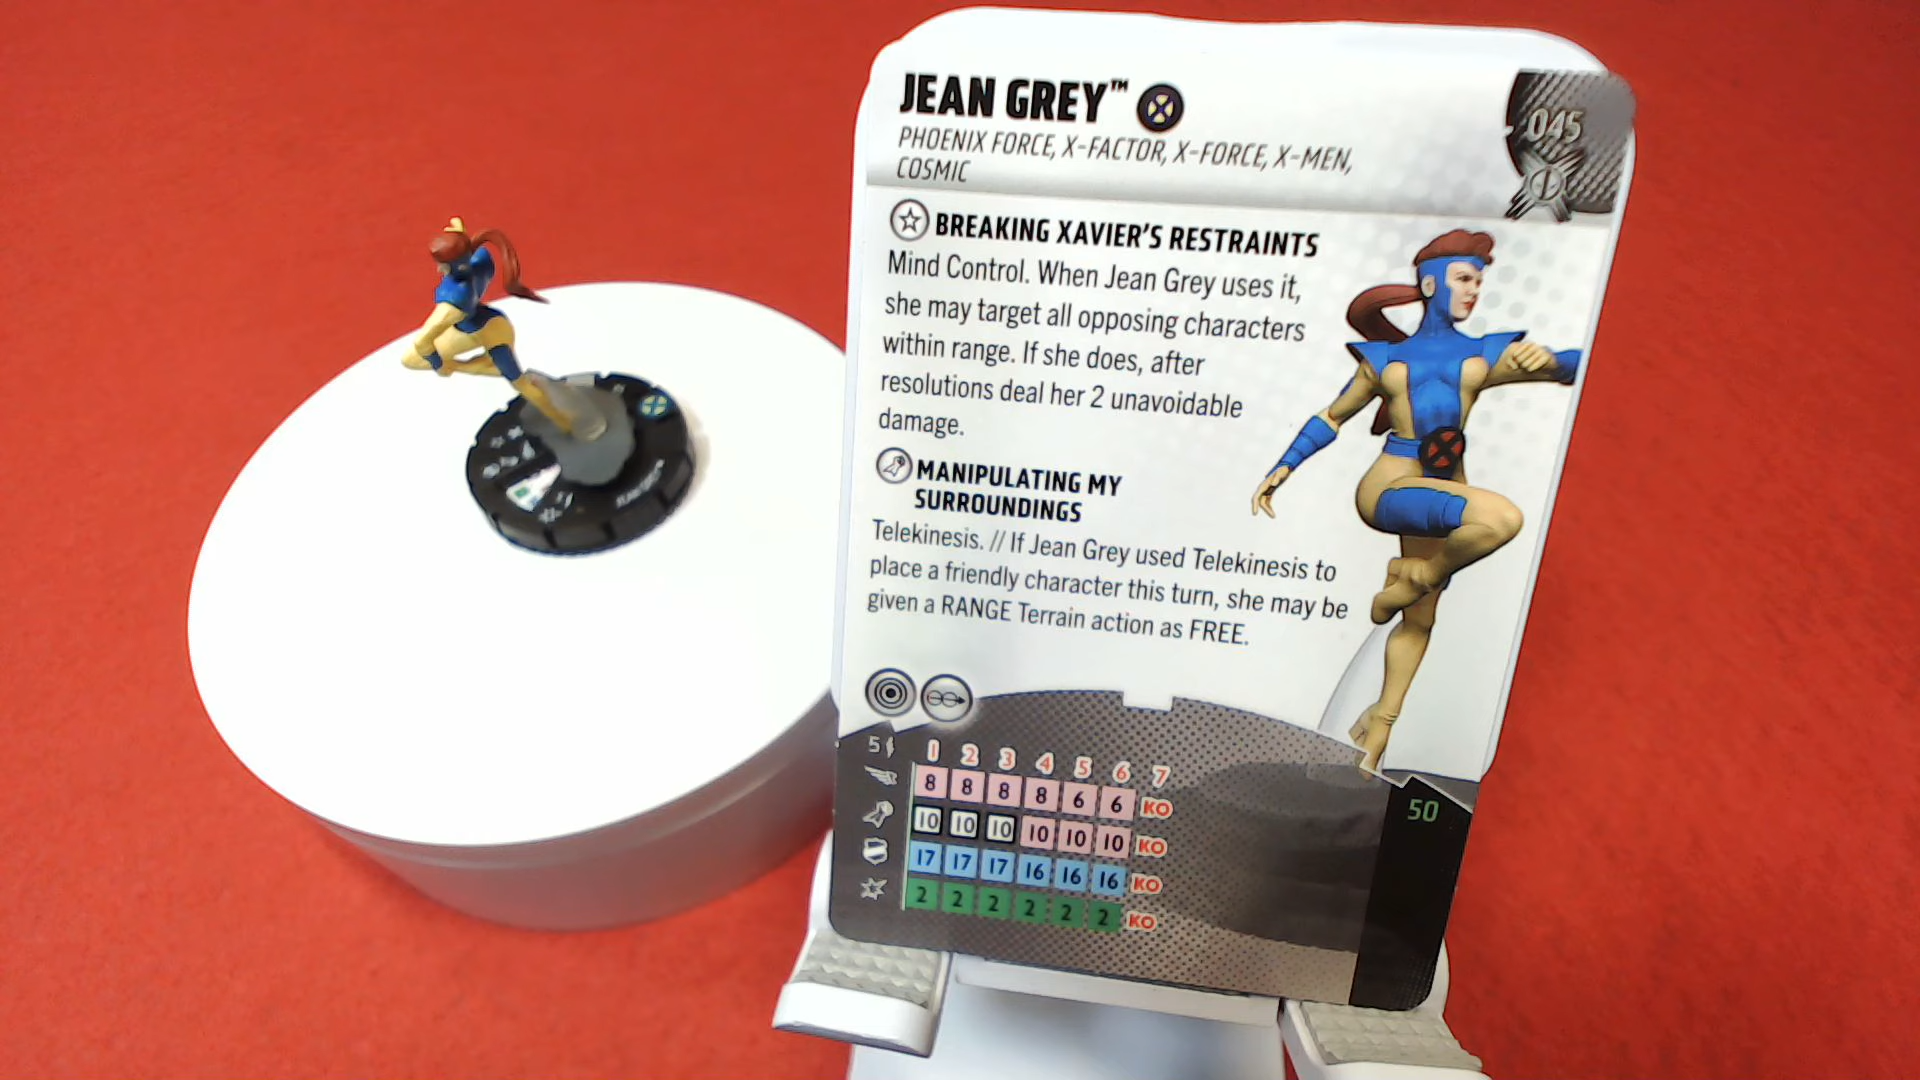 JEAN GREY™
045
PHOENIX FORCE, X-FACTOR, X-FORCE, X-MEN,
COSMIC
BREAKING XAVIER'S RESTRAINTS
Mind Control. When Jean Grey uses it,
she may target all opposing characters
within range. If she does, after
resolutions deal her 2 unavoidable
damage.
MANIPULATING MY
SURROUNDINGS
Telekinesis. // If Jean Grey used Telekinesis to
place a friendly character this turn, she may be
given a RANGE Terrain action as FREE.
5 1 2 3 4 5 6 7
8 8 8 8 6 6 KO
10 10 10 10 10 10 KO
17 17 17 16 16 16 KO
2 2 2 2 2 2 KO
50